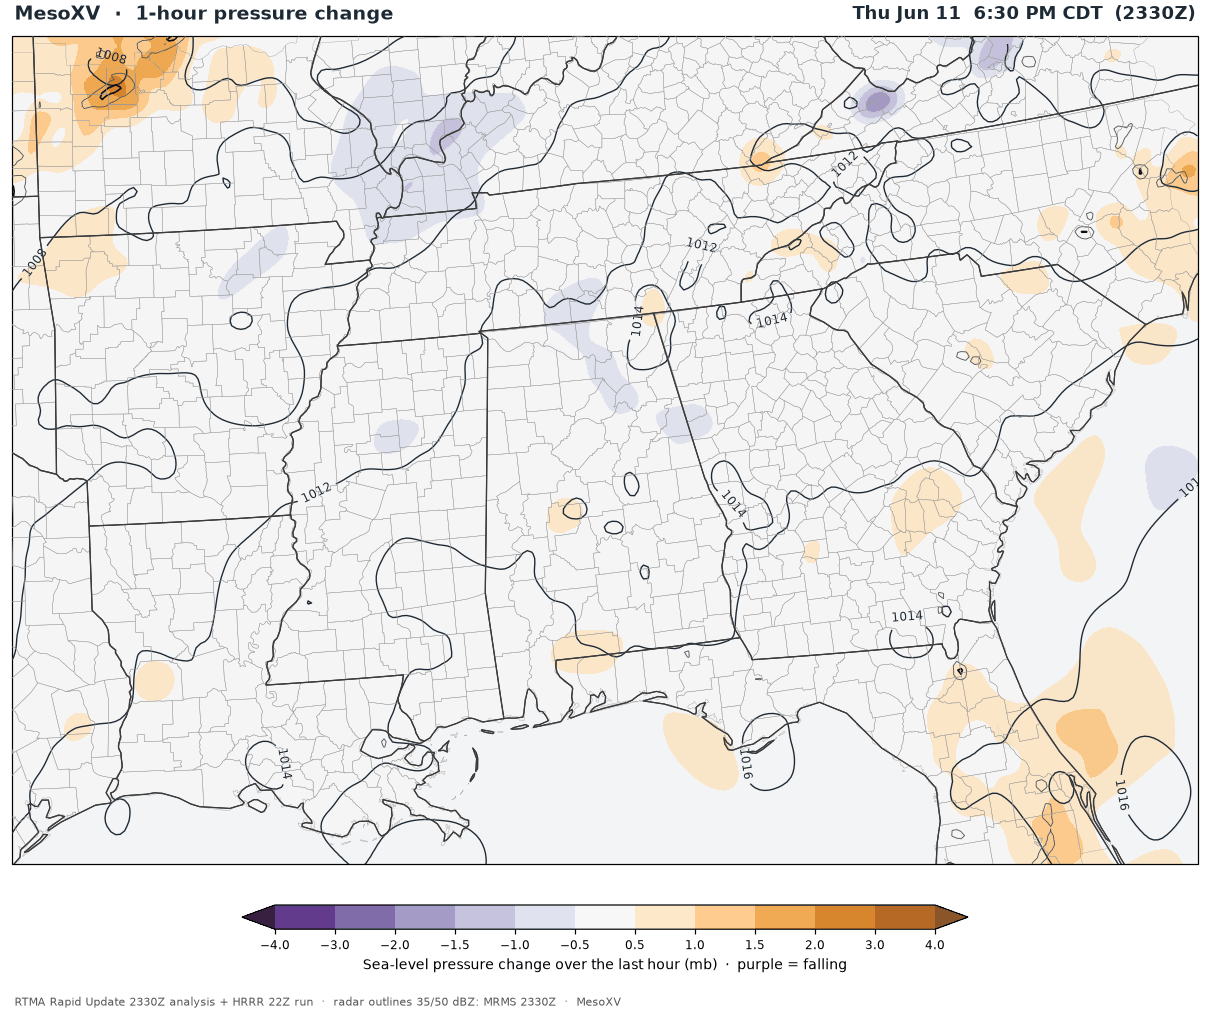 MesoXV · 1-hour pressure change
Thu Jun 11 6:30 PM CDT (2330Z)
1008
1012
1012
1008
1014
1014
1012
1014
101
1014
1014
1016
1016
−4.0 −3.0 −2.0 −1.5 −1.0 −0.5 0.5 1.0 1.5 2.0 3.0 4.0
Sea-level pressure change over the last hour (mb) · purple = falling
RTMA Rapid Update 2330Z analysis + HRRR 22Z run · radar outlines 35/50 dBZ: MRMS 2330Z · MesoXV